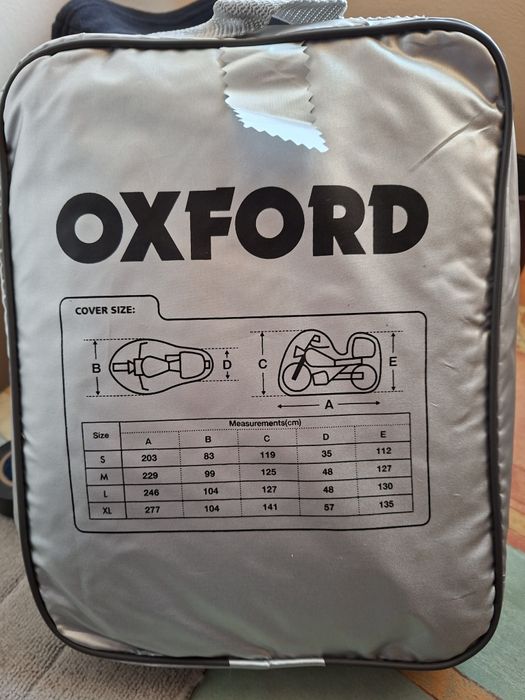 OXFORD
COVER SIZE:
B D C E
A
Size Measurements(cm)
A B C D E
S 203 83 119 35 112
M 229 99 125 48 127
L 246 104 127 48 130
XL 277 104 141 57 135